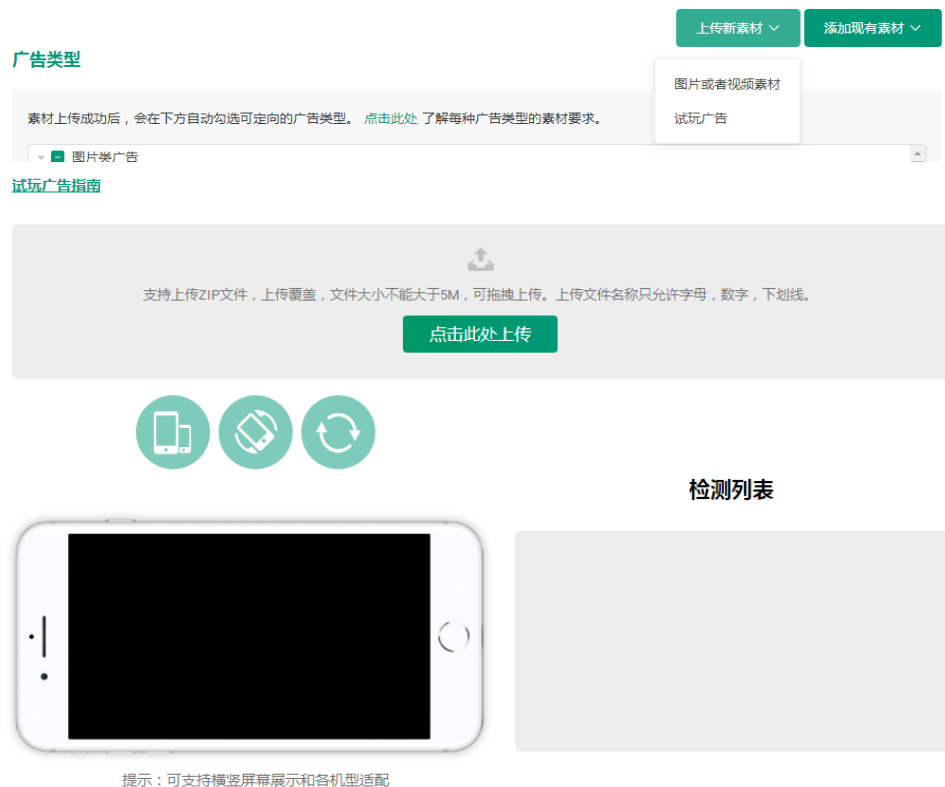 上传新素材 添加现有素材
广告类型
图片或者视频素材
素材上传成功后，会在下方自动勾选可定向的广告类型。 点击此处 了解每种广告类型的素材要求。
试玩广告
图片类广告
试玩广告指南
支持上传ZIP文件，上传覆盖，文件大小不能大于5M，可拖拽上传。上传文件名称只允许字母，数字，下划线。
点击此处上传
检测列表
提示：可支持横竖屏幕展示和各机型适配